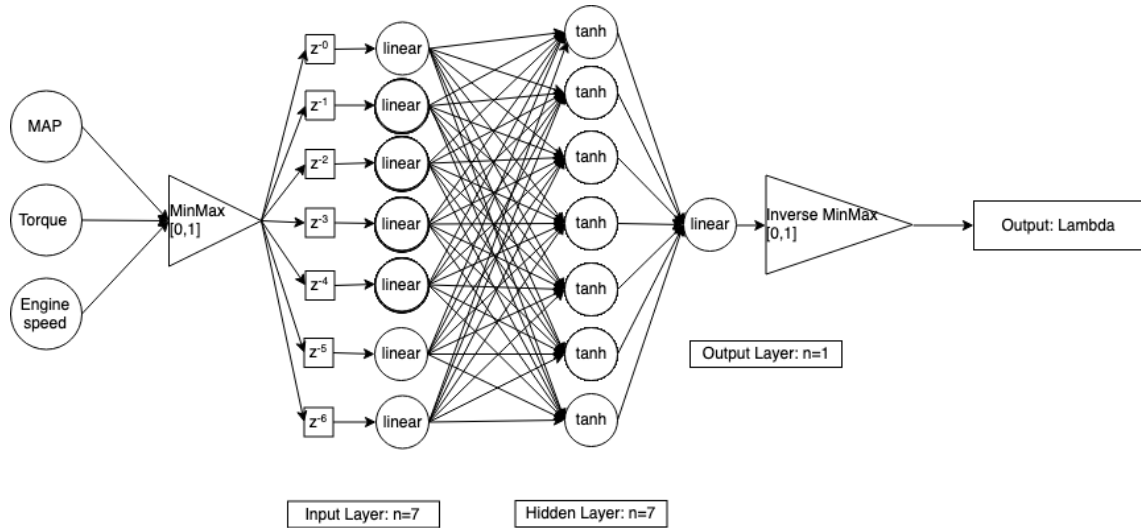 MAP
Torque
Engine
speed
MinMax
[0,1]
z⁻⁰
z⁻¹
z⁻²
z⁻³
z⁻⁴
z⁻⁵
z⁻⁶
linear
linear
linear
linear
linear
linear
linear
tanh
tanh
tanh
tanh
tanh
tanh
tanh
linear
Inverse MinMax
[0,1]
Output: Lambda
Output Layer: n=1
Input Layer: n=7
Hidden Layer: n=7